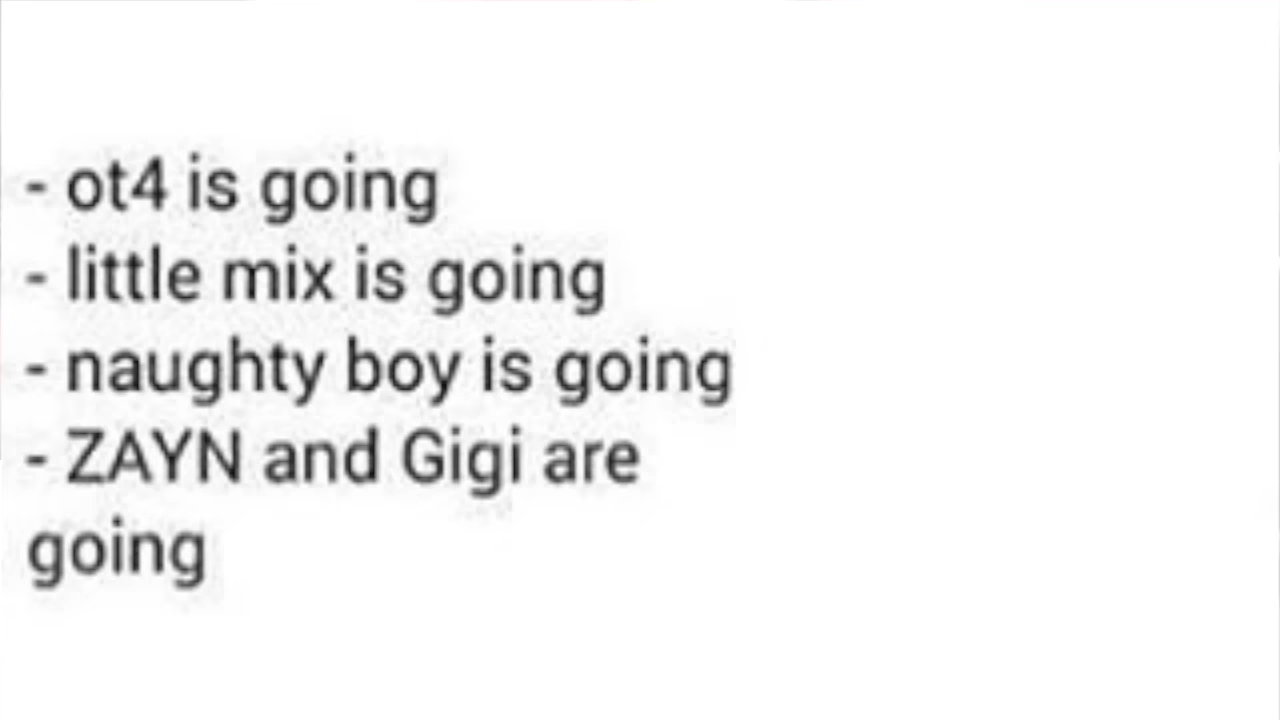 - ot4 is going
- little mix is going
- naughty boy is going
- ZAYN and Gigi are
going